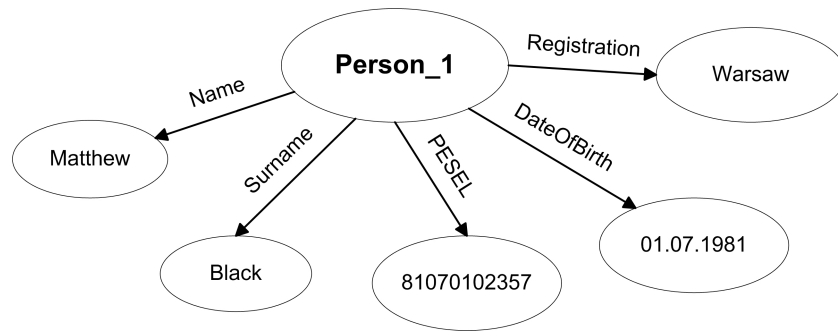 Person_1
Registration
Warsaw
Name
Matthew
Surname
Black
PESEL
81070102357
DateOfBirth
01.07.1981